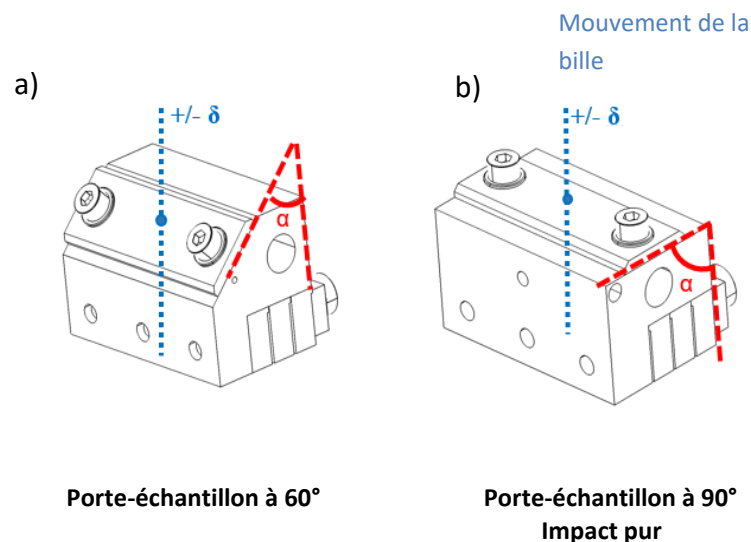 Mouvement de la
bille
a)
+/- δ
α
b)
+/- δ
α
Porte-échantillon à 60°
Porte-échantillon à 90°
Impact pur